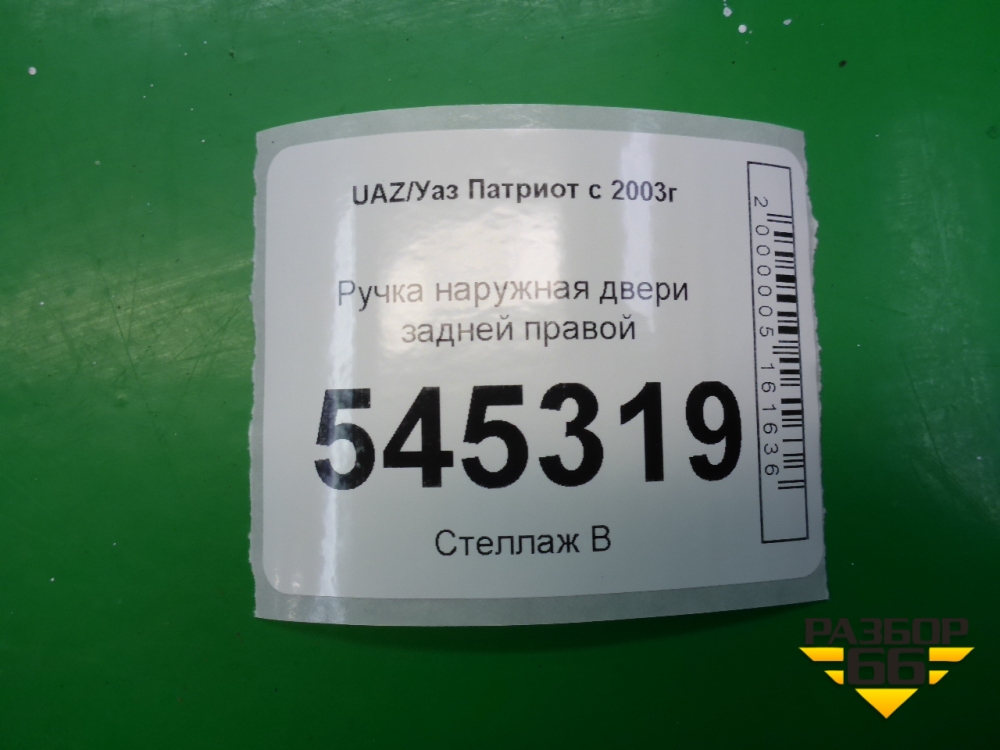 UAZ/Уаз Патриот с 2003г
Ручка наружная двери
задней правой
545319
Стеллаж В
2000005161636
РАЗБОР
66